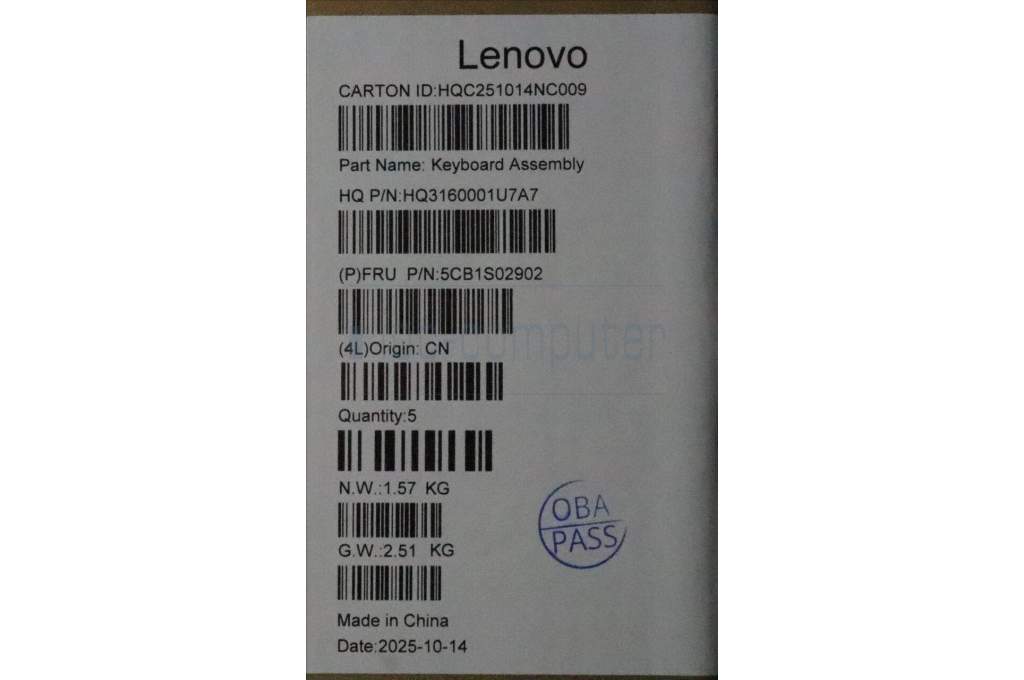 Lenovo
CARTON ID:HQC251014NC009
Part Name: Keyboard Assembly
HQ P/N:HQ3160001U7A7
(P)FRU P/N:5CB1S02902
computer
(4L)Origin: CN
Quantity:5
N.W.:1.57 KG
OBA
PASS
G.W.:2.51 KG
Made in China
Date:2025-10-14